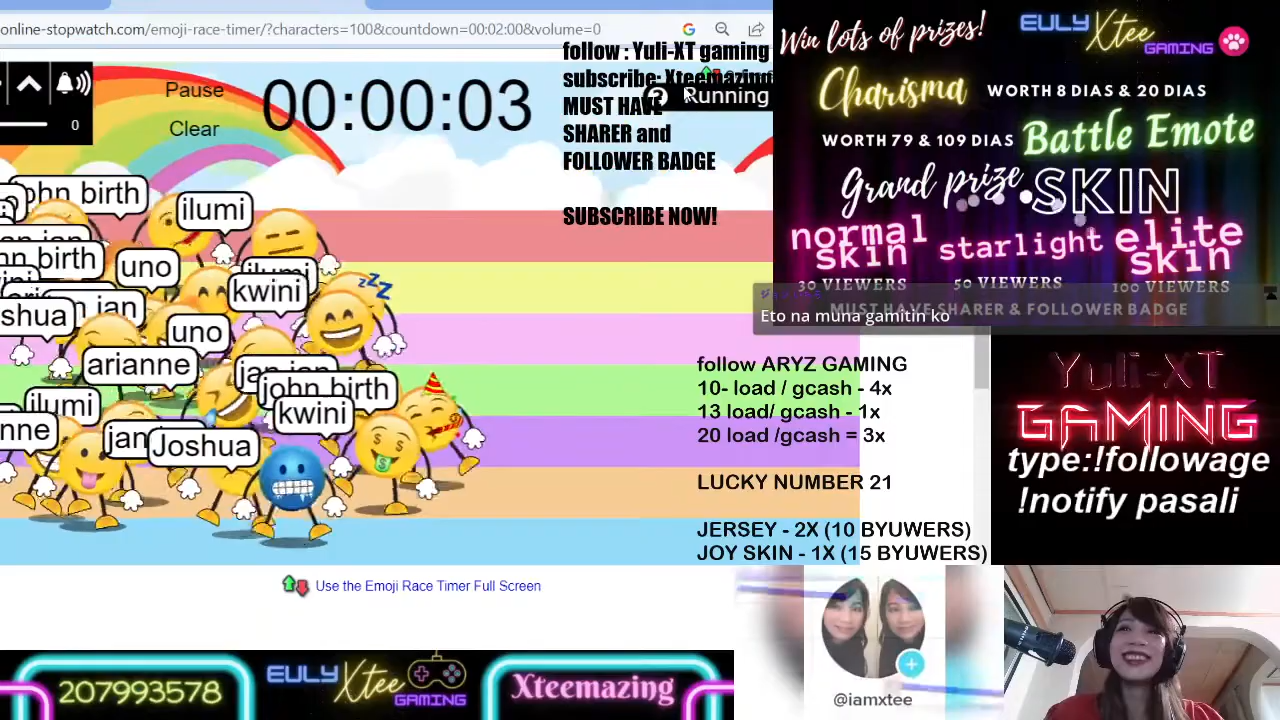 online-stopwatch.com/emoji-race-timer/?characters=100&countdown=00:02:00&volume=0
follow : Yuli-XT gaming
subscribe: Xteemazing
MUST HAVE
SHARER and
FOLLOWER BADGE
SUBSCRIBE NOW!
Pause
Clear
00:00:03
Running
0
john birth
ilumi
uno
ilumi
kwini
jan
uno
arianne
john birth
kwini
ilumi
jan
Joshua
Use the Emoji Race Timer Full Screen
Win lots of prizes!
EULY Xtee GAMING
Charisma WORTH 8 DIAS & 20 DIAS
WORTH 79 & 109 DIAS Battle Emote
Grand prize SKIN
normal skin
starlight
elite skin
30 VIEWERS
50 VIEWERS
100 VIEWERS
MUST HAVE SHARER & FOLLOWER BADGE
Eto na muna gamitin ko
follow ARYZ GAMING
10- load / gcash - 4x
13 load/ gcash - 1x
20 load /gcash = 3x
LUCKY NUMBER 21
JERSEY - 2X (10 BYUWERS)
JOY SKIN - 1X (15 BYUWERS)
Yuli-XT
GAMING
type:!followage
!notify pasali
207993578
EULY Xtee GAMING
Xteemazing
@iamxtee